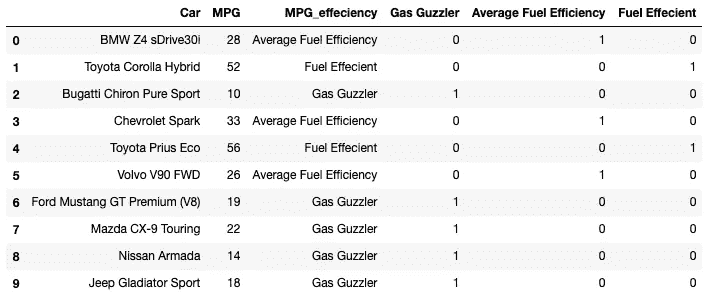 Car MPG MPG_effeciency Gas Guzzler Average Fuel Efficiency Fuel Effecient
0 BMW Z4 sDrive30i 28 Average Fuel Efficiency 0 1 0
1 Toyota Corolla Hybrid 52 Fuel Effecient 0 0 1
2 Bugatti Chiron Pure Sport 10 Gas Guzzler 1 0 0
3 Chevrolet Spark 33 Average Fuel Efficiency 0 1 0
4 Toyota Prius Eco 56 Fuel Effecient 0 0 1
5 Volvo V90 FWD 26 Average Fuel Efficiency 0 1 0
6 Ford Mustang GT Premium (V8) 19 Gas Guzzler 1 0 0
7 Mazda CX-9 Touring 22 Gas Guzzler 1 0 0
8 Nissan Armada 14 Gas Guzzler 1 0 0
9 Jeep Gladiator Sport 18 Gas Guzzler 1 0 0